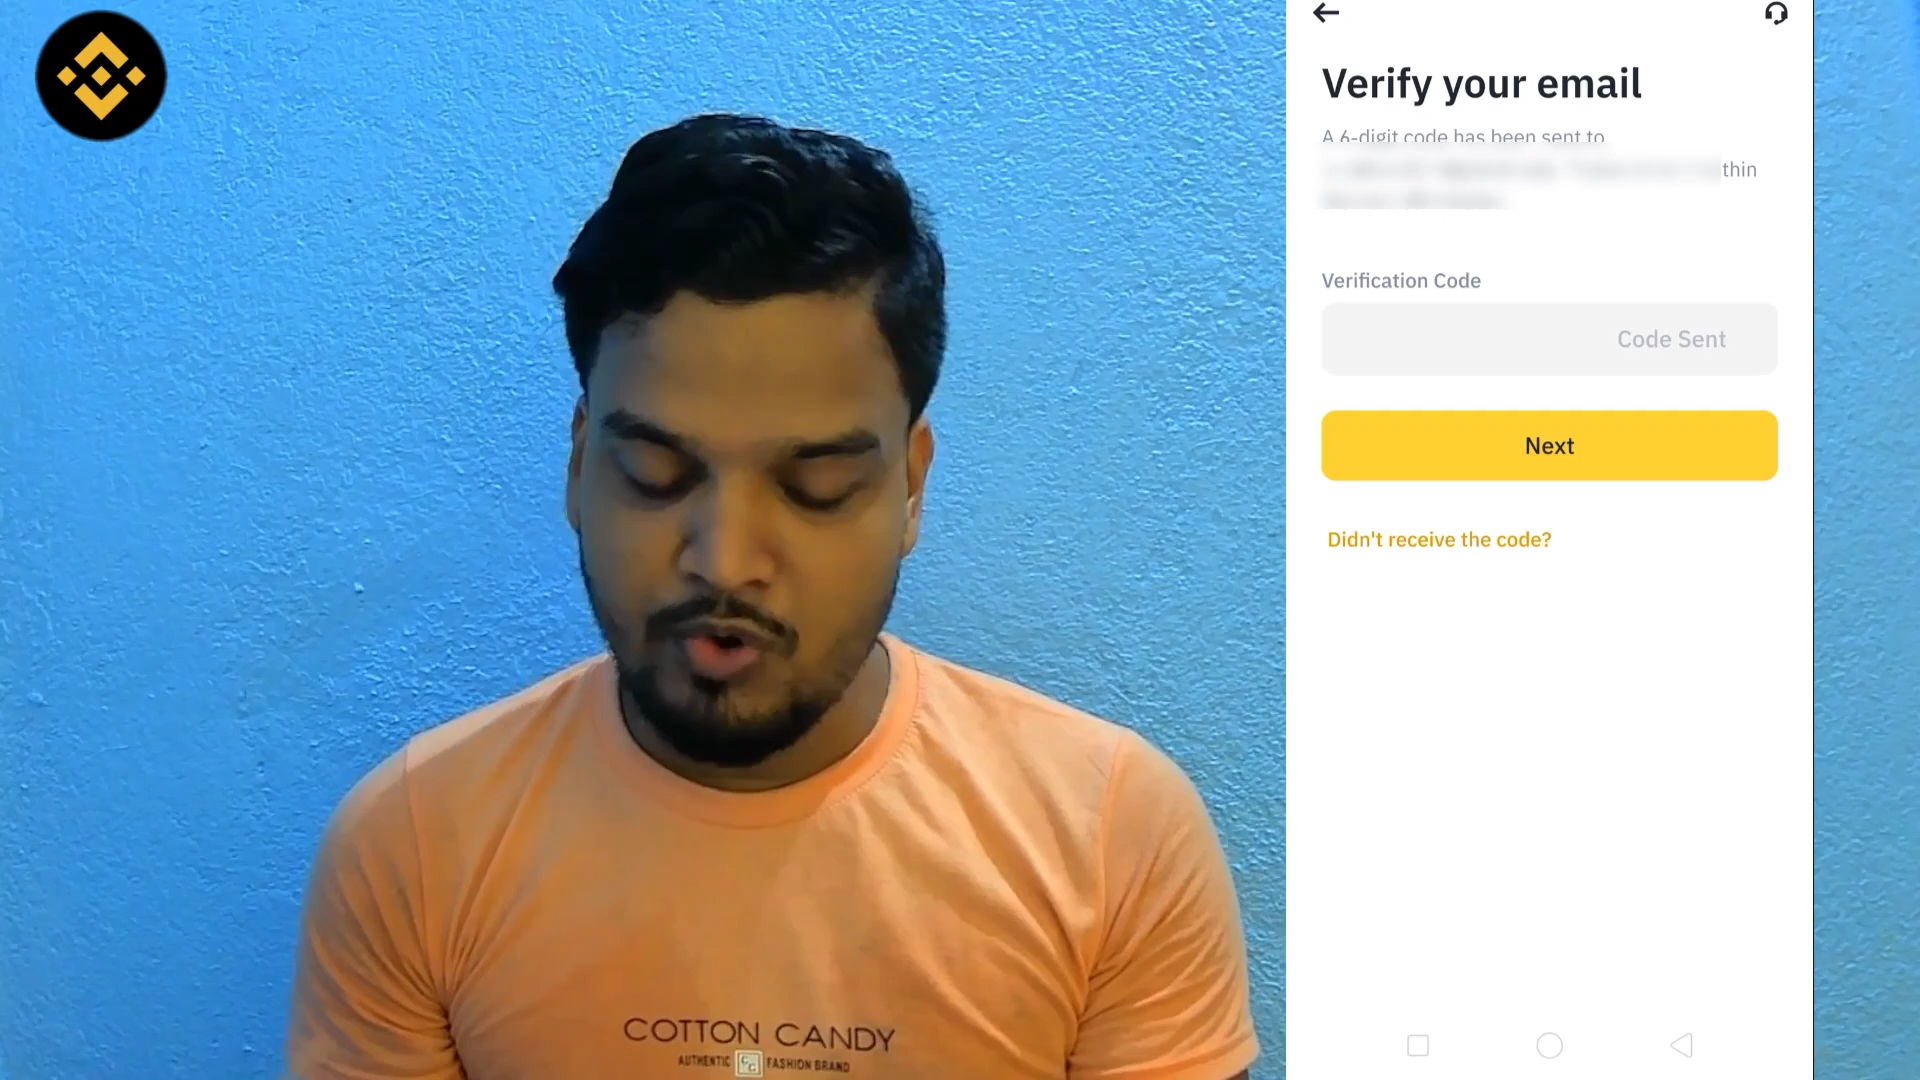 Verify your email
A 6-digit code has been sent to
thin
Verification Code
Code Sent
Next
Didn't receive the code?
COTTON CANDY
AUTHENTIC CG FASHION BRAND